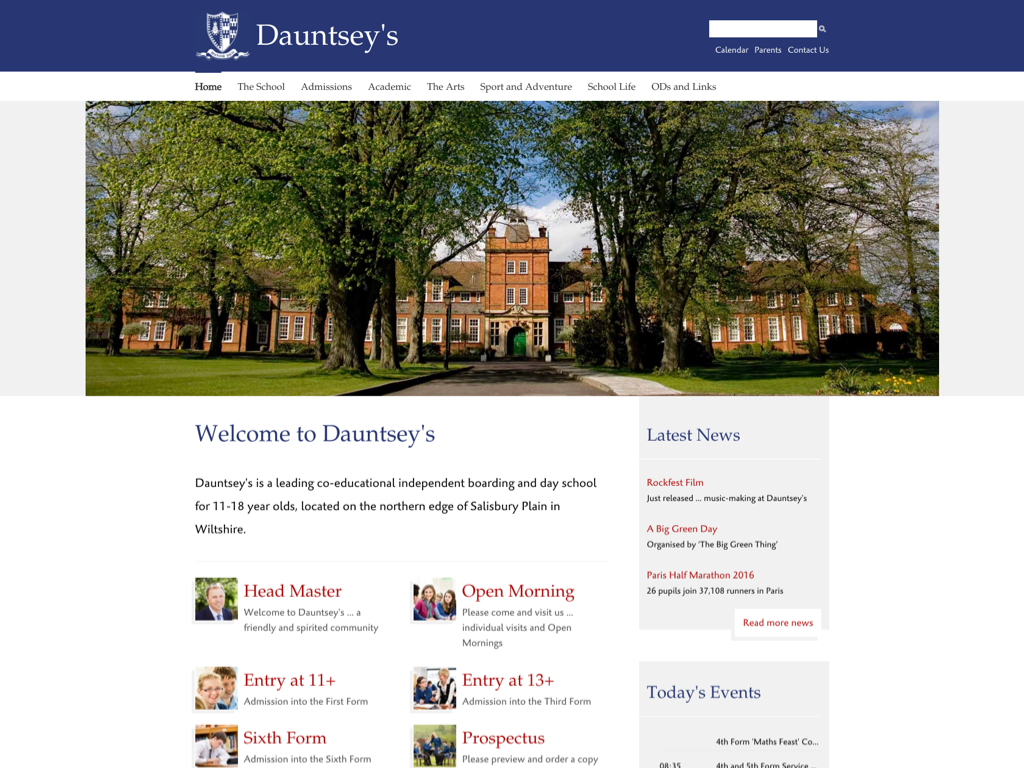 Dauntsey's
Calendar Parents Contact Us
Home The School Admissions Academic The Arts Sport and Adventure School Life ODs and Links
Welcome to Dauntsey's
Dauntsey's is a leading co-educational independent boarding and day school
for 11-18 year olds, located on the northern edge of Salisbury Plain in
Wiltshire.
Head Master
Welcome to Dauntsey's ... a
friendly and spirited community
Open Morning
Please come and visit us ...
individual visits and Open
Mornings
Entry at 11+
Admission into the First Form
Entry at 13+
Admission into the Third Form
Sixth Form
Admission into the Sixth Form
Prospectus
Please preview and order a copy
Latest News
Rockfest Film
Just released ... music-making at Dauntsey's
A Big Green Day
Organised by 'The Big Green Thing'
Paris Half Marathon 2016
26 pupils join 37,108 runners in Paris
Read more news
Today's Events
4th Form 'Maths Feast' Co...
08:35 4th and 5th Form Service ...